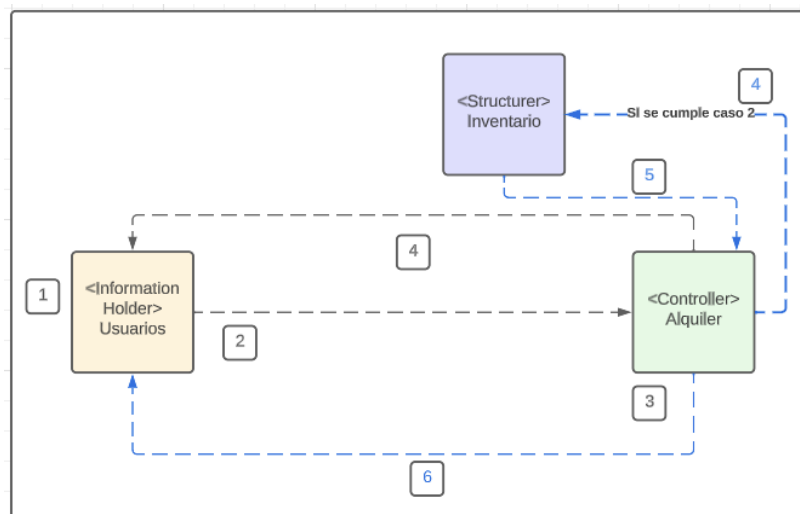 4
<Structurer>
Inventario
SI se cumple caso 2
5
4
1
<Information
Holder>
Usuarios
2
<Controller>
Alquiler
3
6